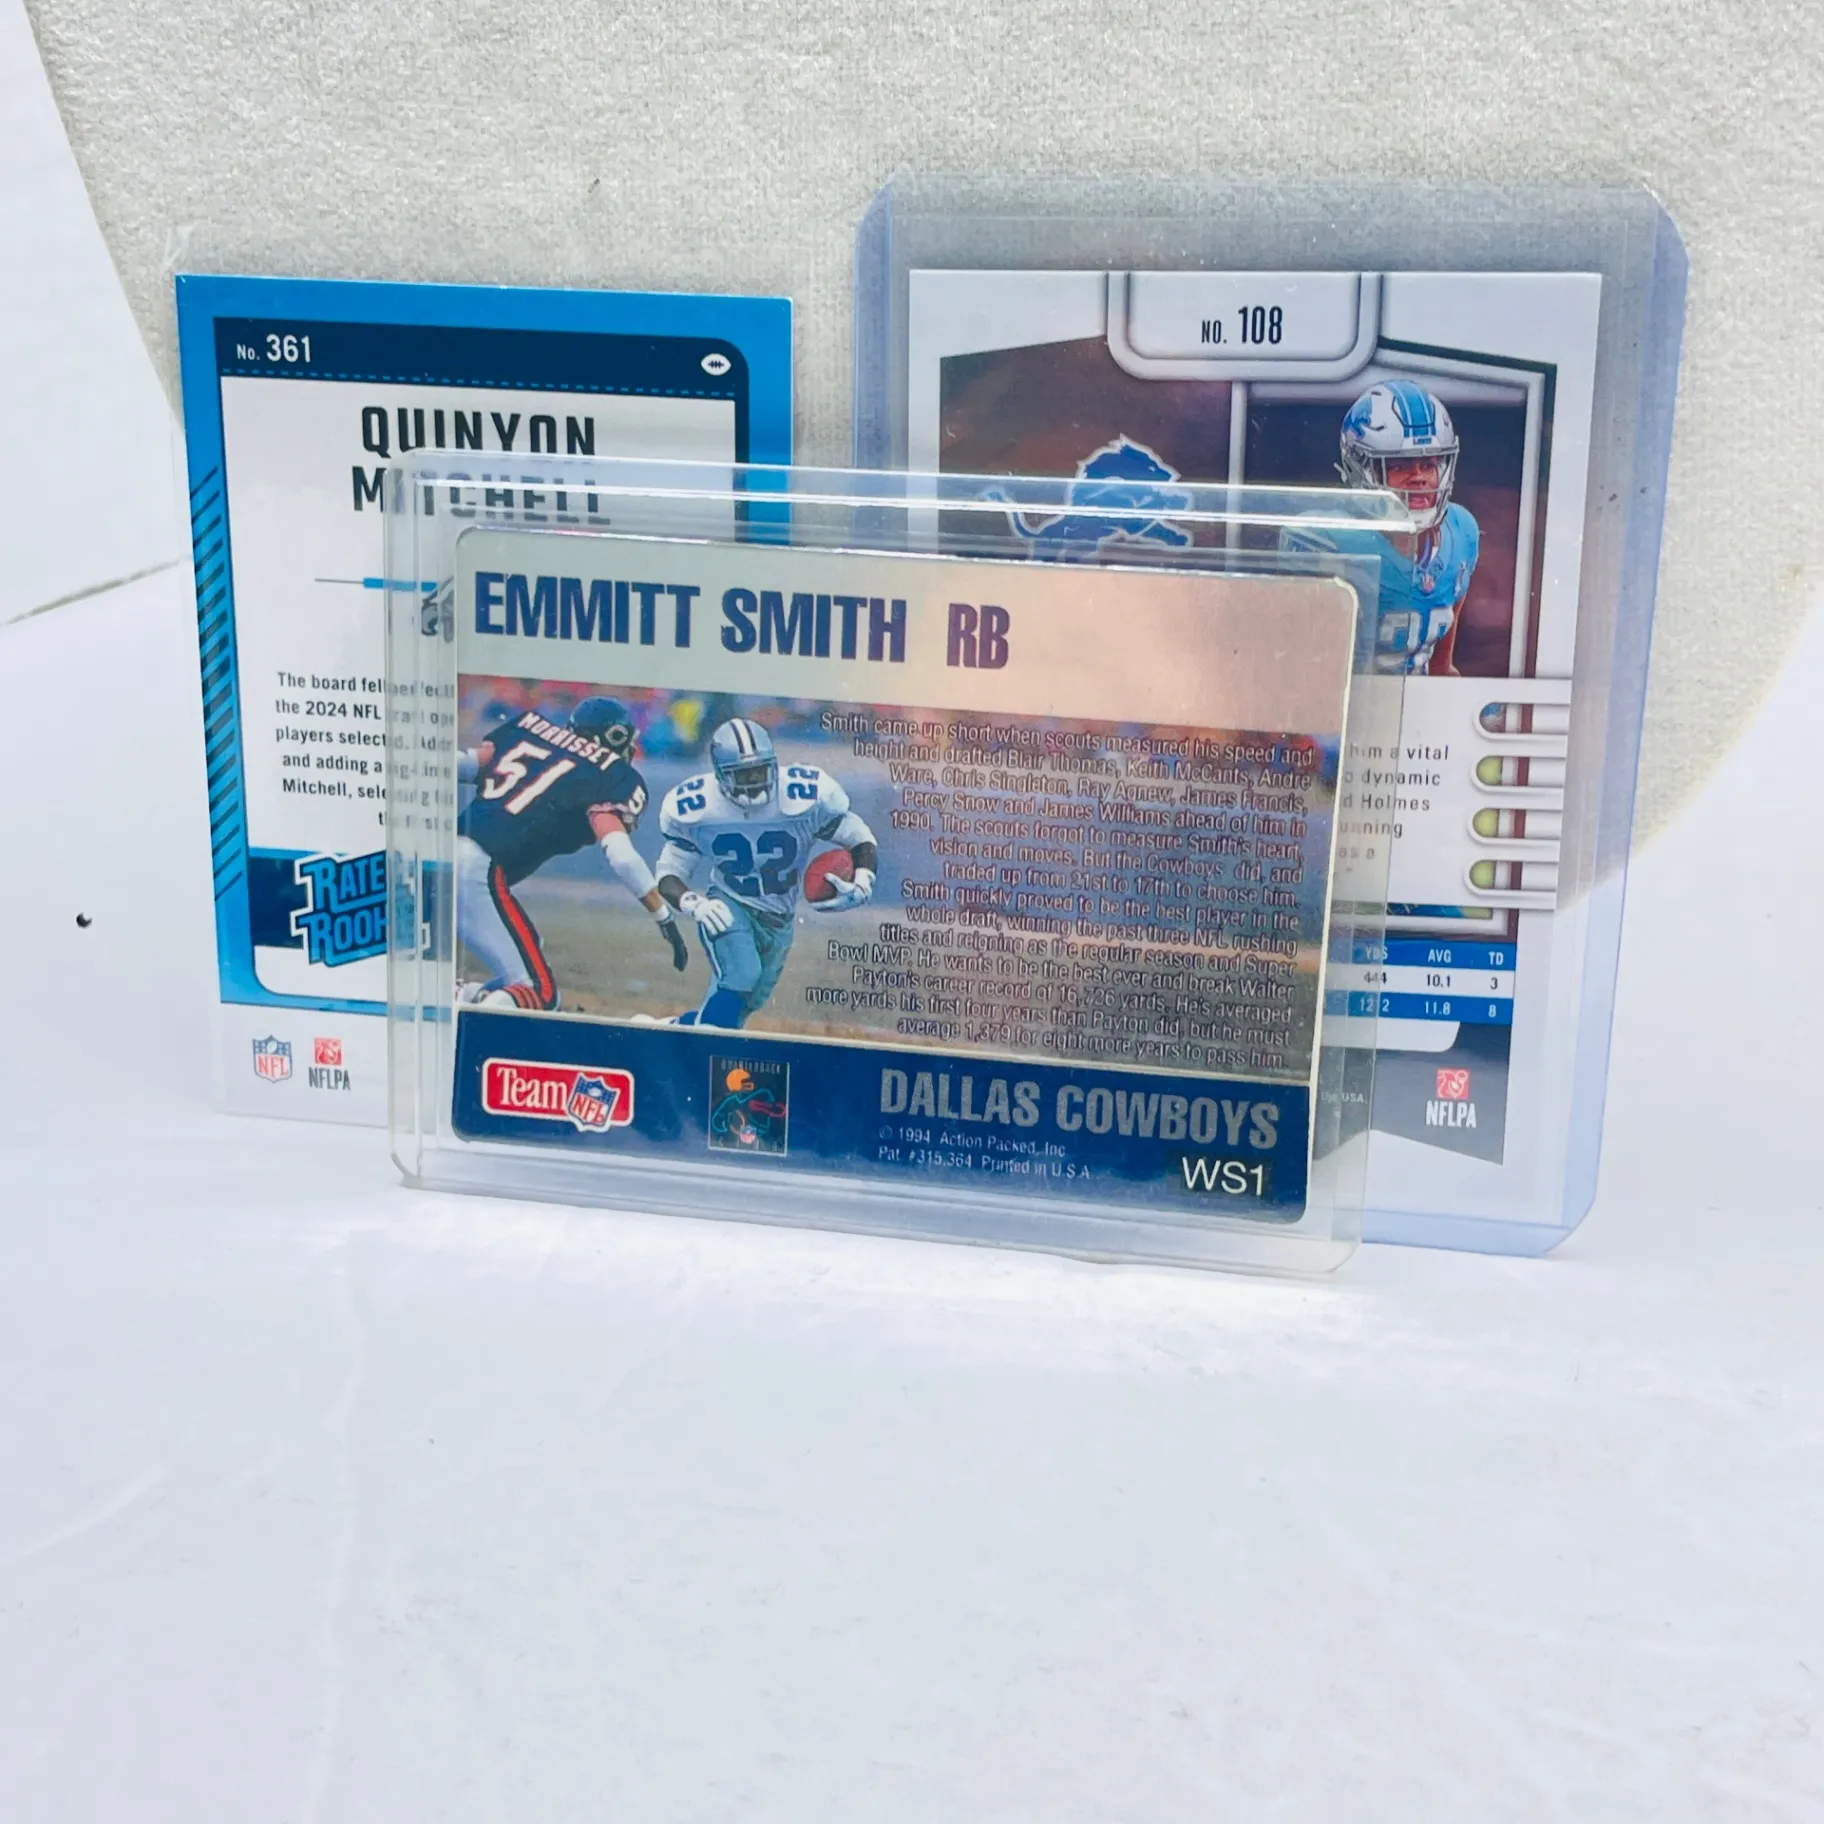 No. 361
QUINYON
MITCHELL
The board fell perfectl
the 2024 NFL
players selected.
and adding a
Mitchell,
RATED
ROOKIE
NFL
NFLPA
NO. 108
LIONS
him a vital
dynamic
Holmes
YDS AVG TD
444 10.1 3
1212 11.8 8
USA.
NFLPA
EMMITT SMITH RB
MORRISSEY
51
22
22
22
Smith came up short when scouts measured his speed and
height and drafted Blair Thomas, Keith McCants, Andre
Ware, Chris Singleton, Ray Agnew, James Francis,
Percy Snow and James Williams ahead of him in
1990. The scouts forgot to measure Smith's heart,
vision and moves. But the Cowboys did, and
traded up from 21st to 17th to choose him.
Smith quickly proved to be the best player in the
whole draft, winning the past three NFL rushing
titles and reigning as the regular season and Super
Bowl MVP. He wants to be the best ever and break Walter
Payton's career record of 16,726 yards. He's averaged
more yards his first four years than Payton did, but he must
average 1,379 for eight more years to pass him.
Team NFL
QUARTERBACK
DALLAS COWBOYS
© 1994 Action Packed, Inc
Pat #315,364 Printed in U.S.A.
WS1